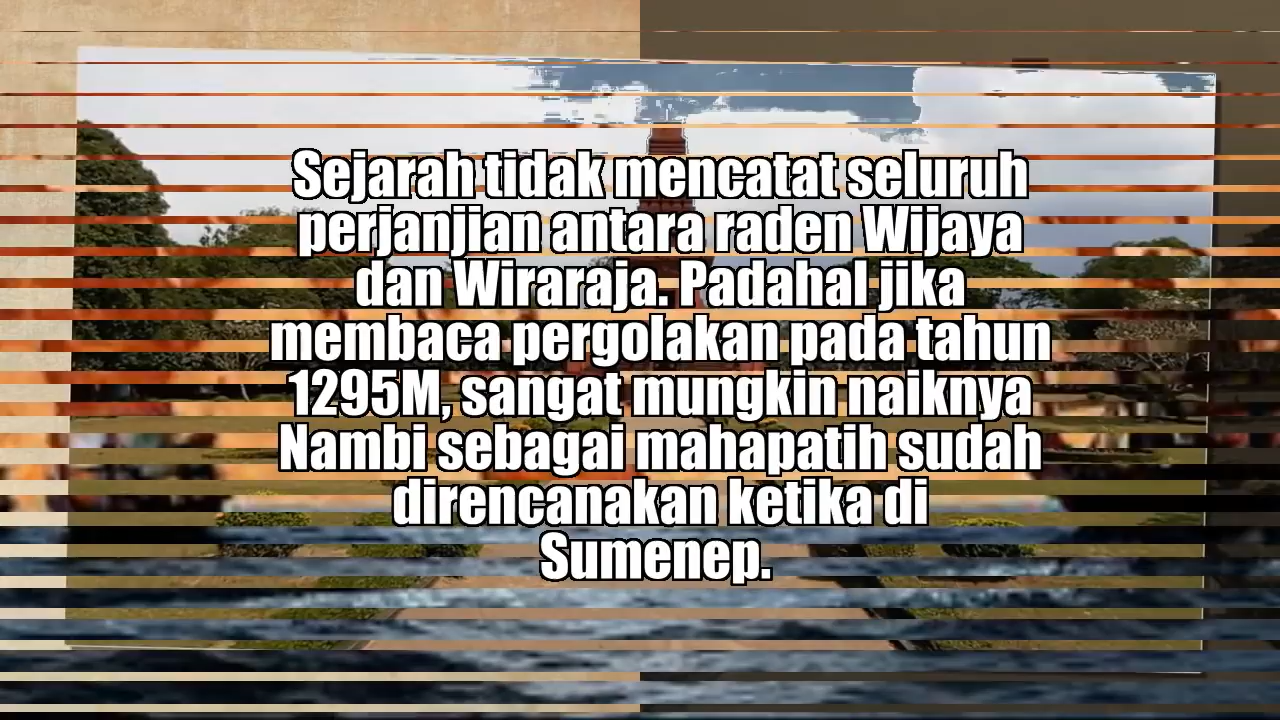 Sejarah tidak mencatat seluruh
perjanjian antara raden Wijaya
dan Wiraraja. Padahal jika
membaca pergolakan pada tahun
1295M, sangat mungkin naiknya
Nambi sebagai mahapatih sudah
direncanakan ketika di
Sumenep.